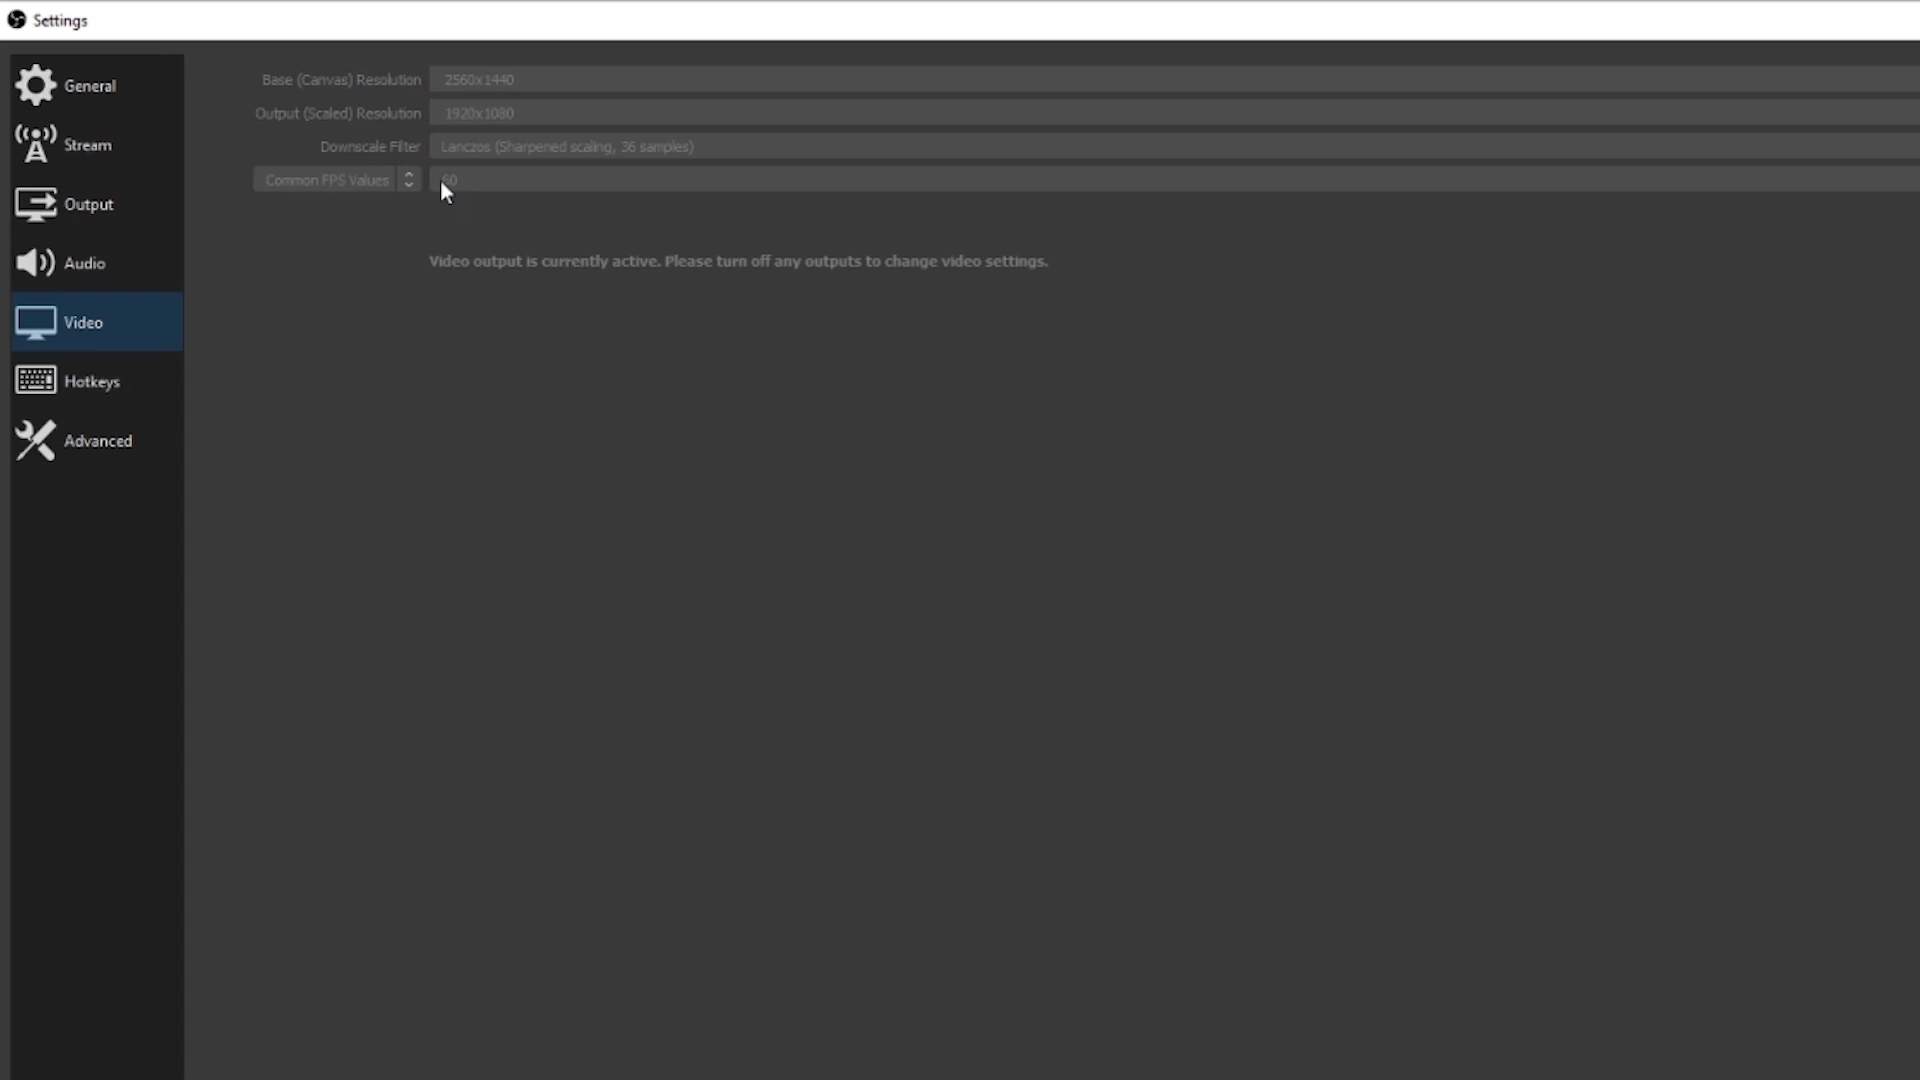 Settings
General
Stream
Output
Audio
Video
Hotkeys
Advanced
Base (Canvas) Resolution 2560x1440
Output (Scaled) Resolution 1920x1080
Downscale Filter Lanczos (Sharpened scaling, 36 samples)
Common FPS Values 60
Video output is currently active. Please turn off any outputs to change video settings.